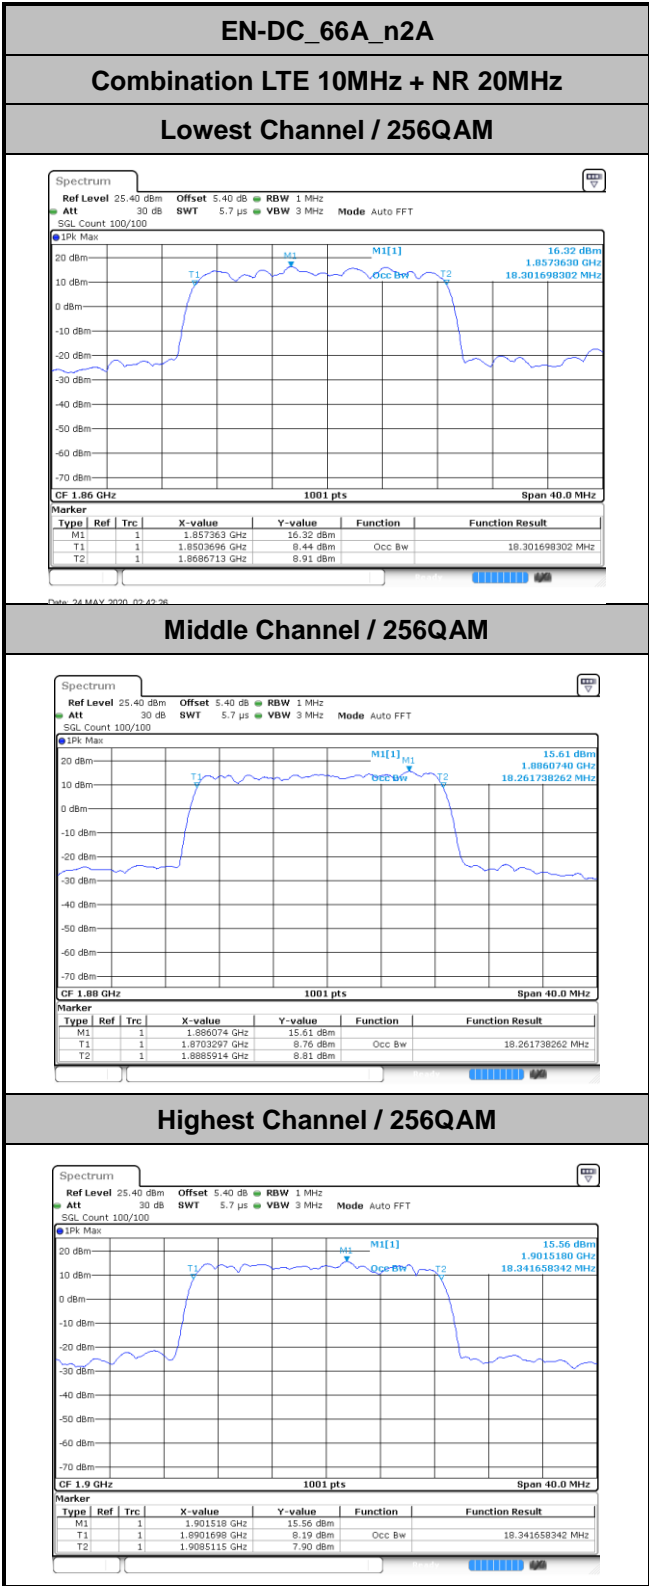 EN-DC_66A_n2A
Combination LTE 10MHz + NR 20MHz
Lowest Channel / 256QAM
Spectrum
Ref Level 25.40 dBm Offset 5.40 dB RBW 1 MHz
Att 30 dB SWT 5.7 µs VBW 3 MHz Mode Auto FFT
SGL Count 100/100
1Pk Max
M1[1] 16.32 dBm
1.8573630 GHz
Occ Bw 18.301698302 MHz
M1
T1
T2
20 dBm
10 dBm
0 dBm
-10 dBm
-20 dBm
-30 dBm
-40 dBm
-50 dBm
-60 dBm
-70 dBm
CF 1.86 GHz 1001 pts Span 40.0 MHz
Marker
Type Ref Trc X-value Y-value Function Function Result
M1 1 1.857363 GHz 16.32 dBm
T1 1 1.8503696 GHz 8.44 dBm Occ Bw 18.301698302 MHz
T2 1 1.8686713 GHz 8.91 dBm
Date: 24.MAY.2020 02:42:26
Middle Channel / 256QAM
Spectrum
Ref Level 25.40 dBm Offset 5.40 dB RBW 1 MHz
Att 30 dB SWT 5.7 µs VBW 3 MHz Mode Auto FFT
SGL Count 100/100
1Pk Max
M1[1] 15.61 dBm
1.8860740 GHz
Occ Bw 18.261738262 MHz
M1
T1
T2
20 dBm
10 dBm
0 dBm
-10 dBm
-20 dBm
-30 dBm
-40 dBm
-50 dBm
-60 dBm
-70 dBm
CF 1.88 GHz 1001 pts Span 40.0 MHz
Marker
Type Ref Trc X-value Y-value Function Function Result
M1 1 1.886074 GHz 15.61 dBm
T1 1 1.8703297 GHz 8.76 dBm Occ Bw 18.261738262 MHz
T2 1 1.8885914 GHz 8.81 dBm
Highest Channel / 256QAM
Spectrum
Ref Level 25.40 dBm Offset 5.40 dB RBW 1 MHz
Att 30 dB SWT 5.7 µs VBW 3 MHz Mode Auto FFT
SGL Count 100/100
1Pk Max
M1[1] 15.56 dBm
1.9015180 GHz
Occ Bw 18.341658342 MHz
M1
T1
T2
20 dBm
10 dBm
0 dBm
-10 dBm
-20 dBm
-30 dBm
-40 dBm
-50 dBm
-60 dBm
-70 dBm
CF 1.9 GHz 1001 pts Span 40.0 MHz
Marker
Type Ref Trc X-value Y-value Function Function Result
M1 1 1.901518 GHz 15.56 dBm
T1 1 1.8901698 GHz 8.19 dBm Occ Bw 18.341658342 MHz
T2 1 1.9085115 GHz 7.90 dBm